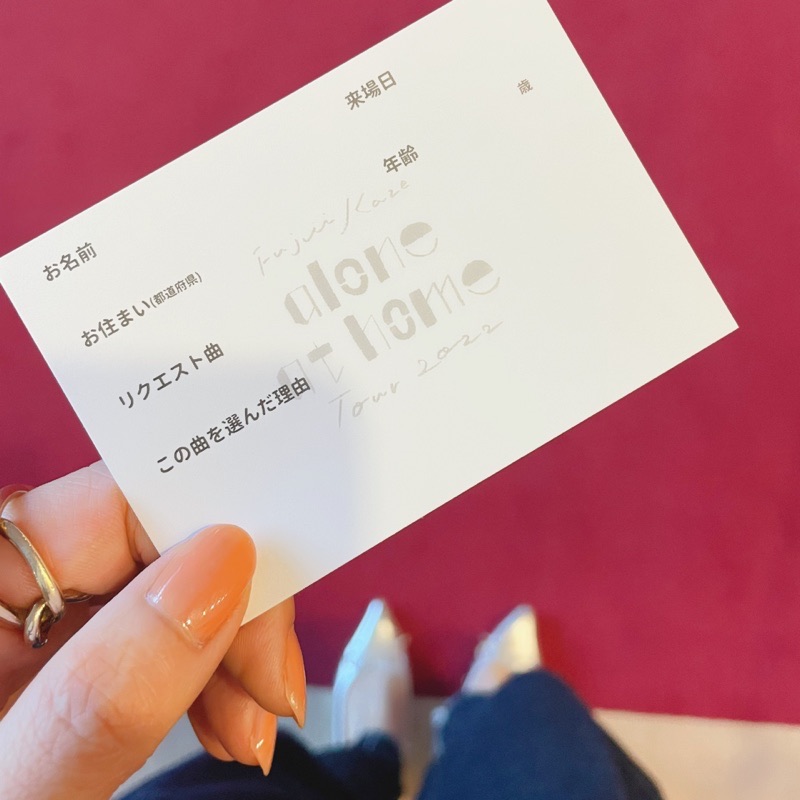 来場日
お名前
年齢 歳
お住まい(都道府県)
リクエスト曲
この曲を選んだ理由
Fujii Kaze
alone
at home
Tour 2022